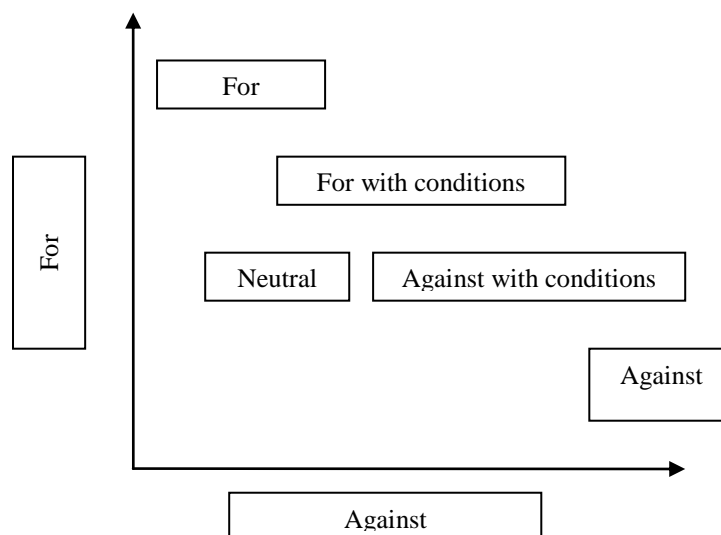 For
For with conditions
For
Neutral
Against with conditions
Against
Against